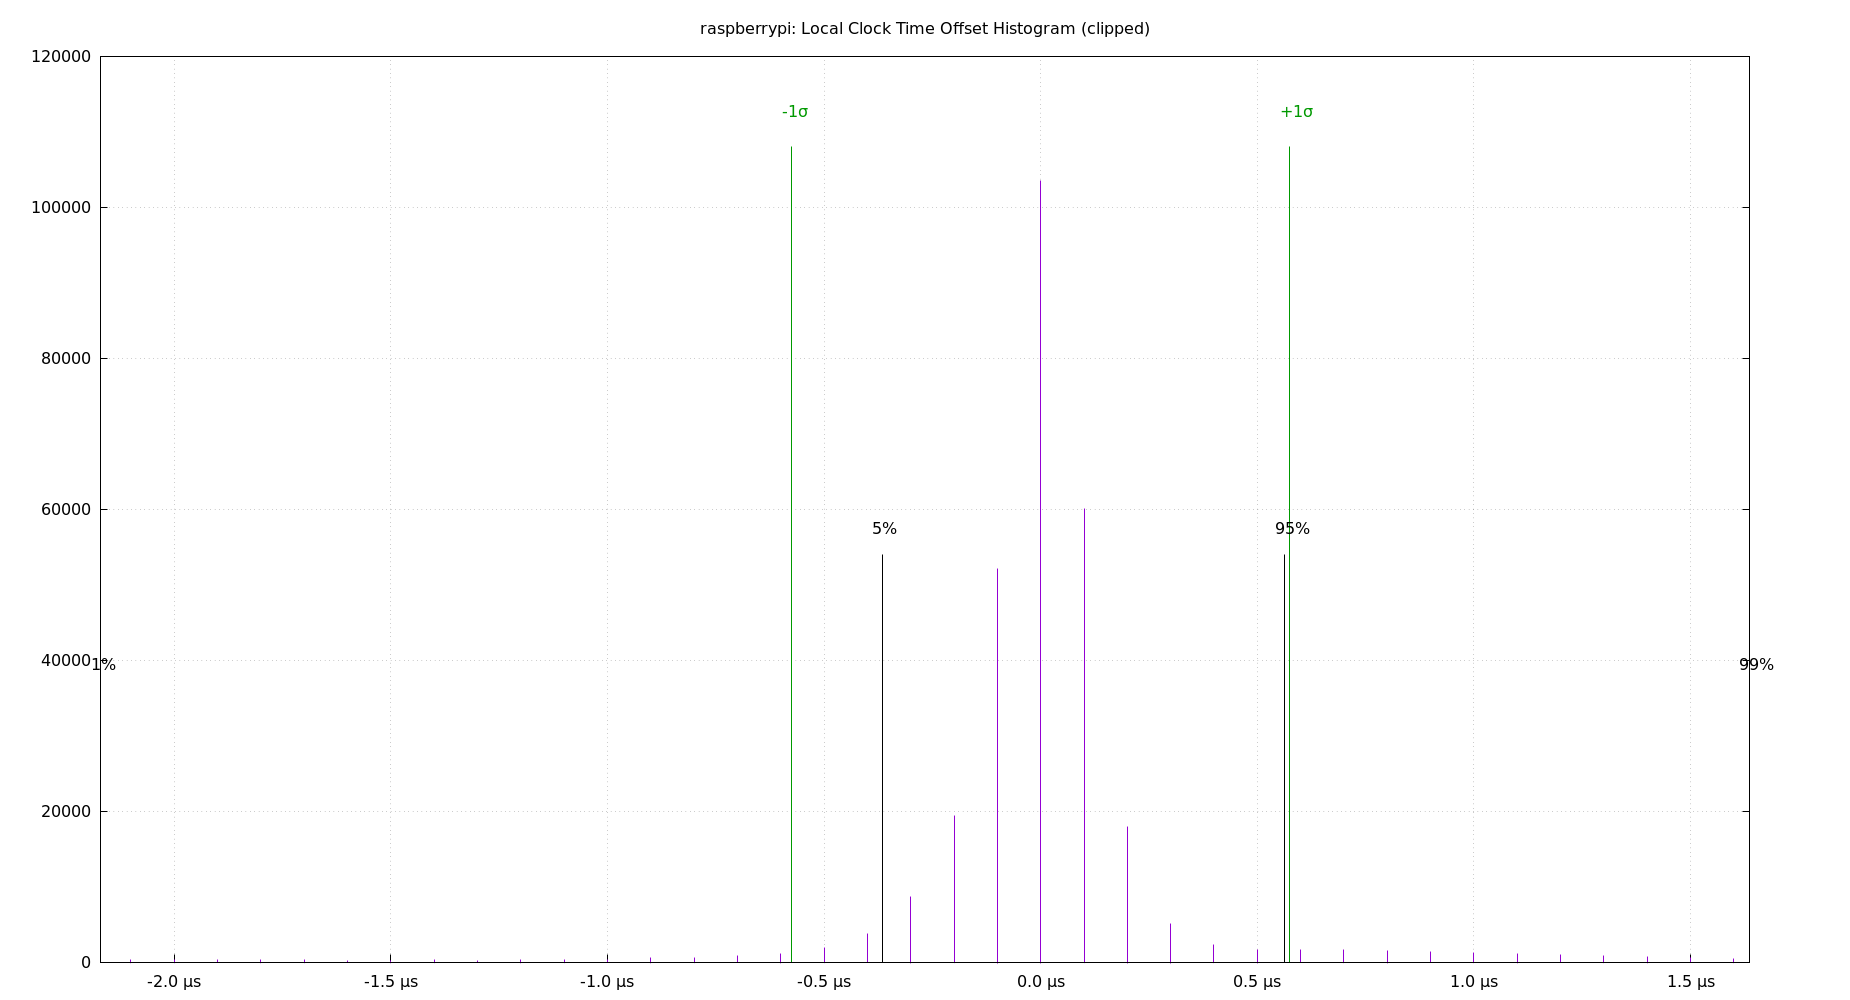 raspberrypi: Local Clock Time Offset Histogram (clipped)
120000
-1σ
+1σ
100000
80000
60000
5%
95%
40000
1%
99%
20000
0
-2.0 µs
-1.5 µs
-1.0 µs
-0.5 µs
0.0 µs
0.5 µs
1.0 µs
1.5 µs